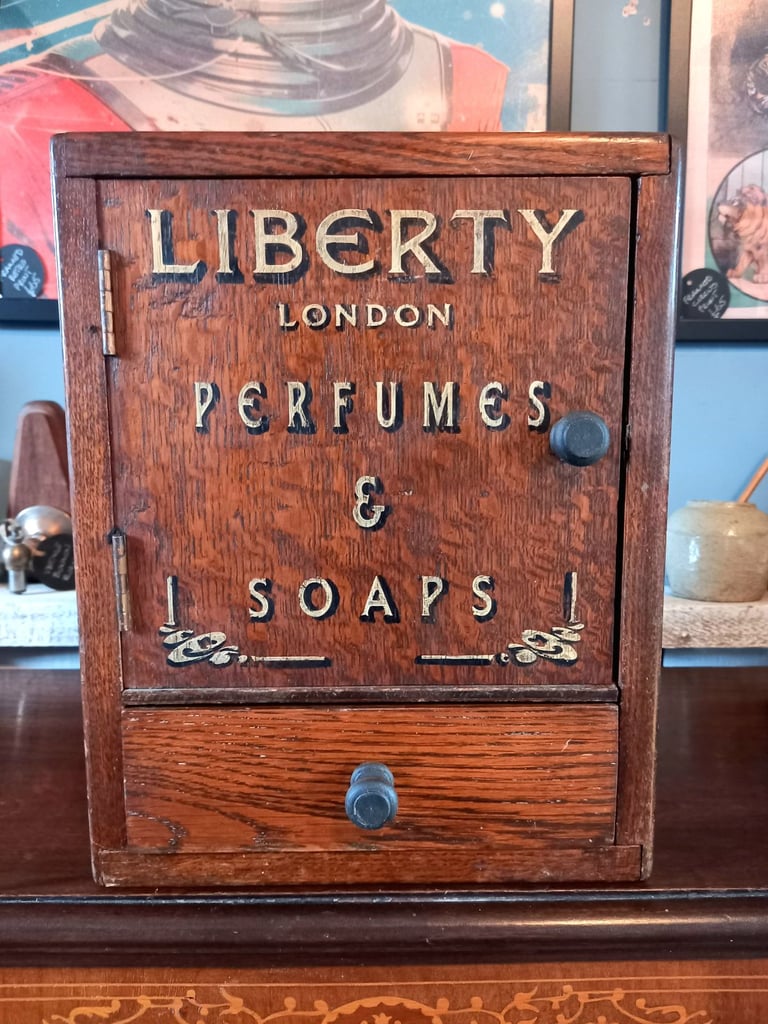 LIBERTY
LONDON
PERFUMES
&
SOAPS